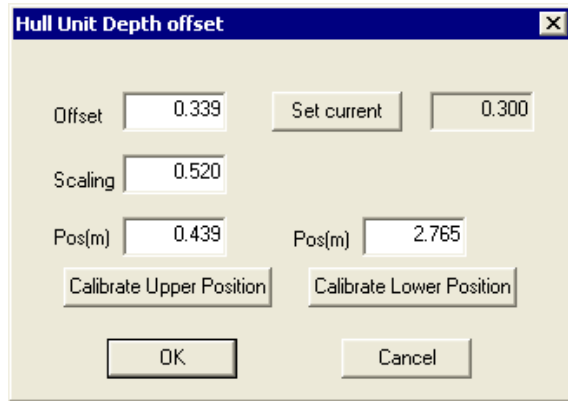 Hull Unit Depth offset
Offset 0.339 Set current 0.300
Scaling 0.520
Pos(m) 0.439 Pos(m) 2.765
Calibrate Upper Position Calibrate Lower Position
OK Cancel